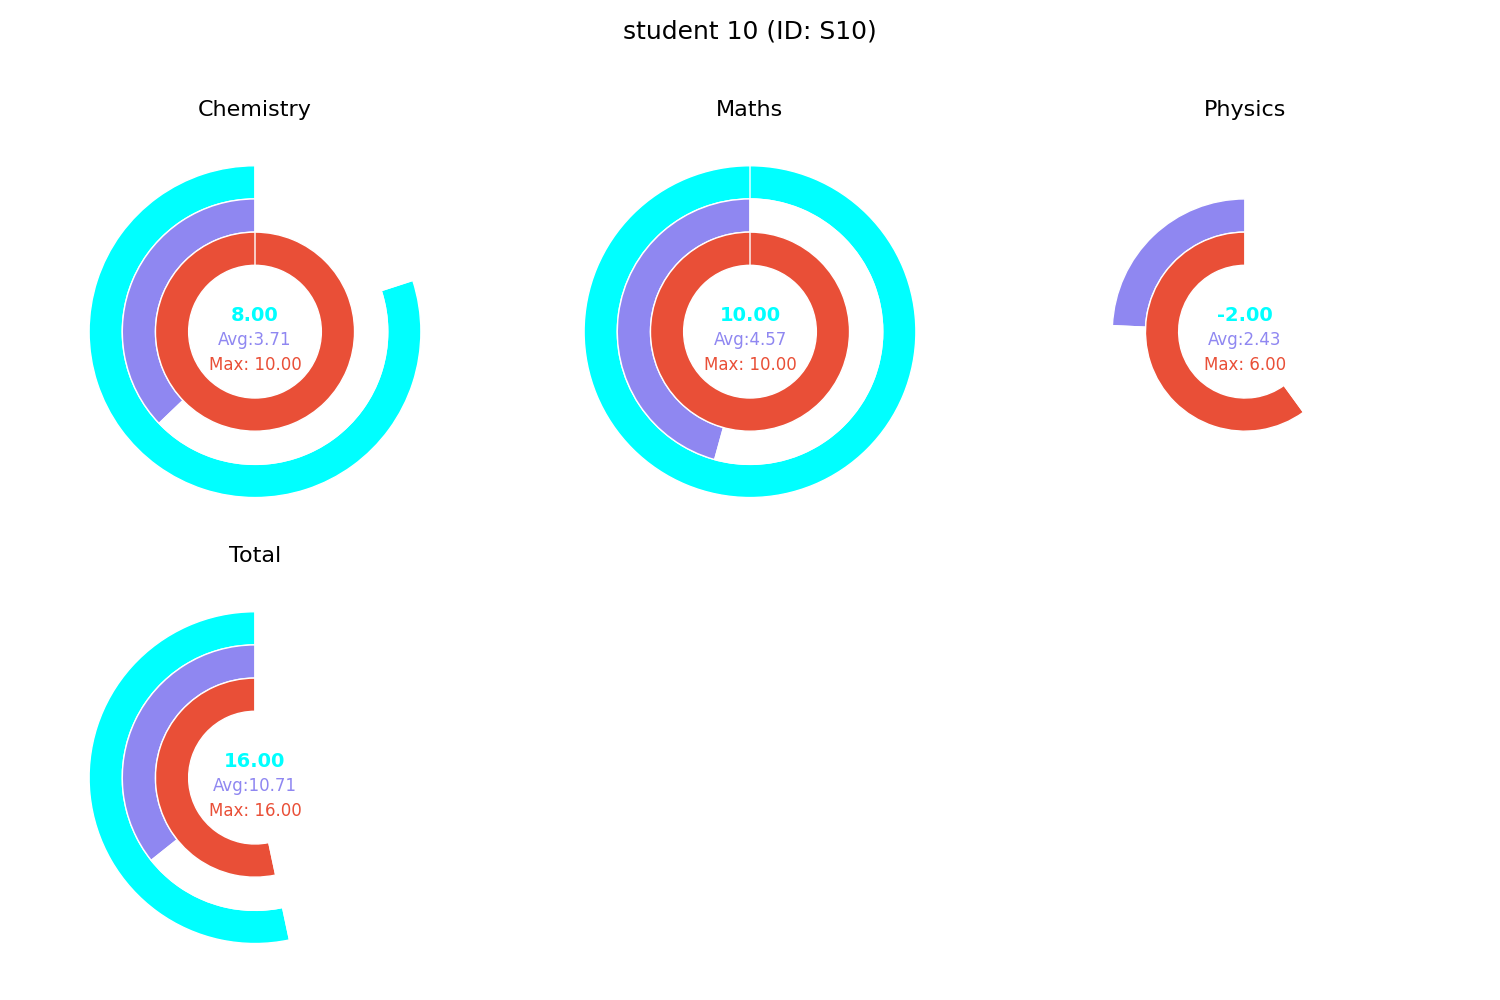 student 10 (ID: S10)
Chemistry
8.00
Avg:3.71
Max: 10.00
Maths
10.00
Avg:4.57
Max: 10.00
Physics
-2.00
Avg:2.43
Max: 6.00
Total
16.00
Avg:10.71
Max: 16.00